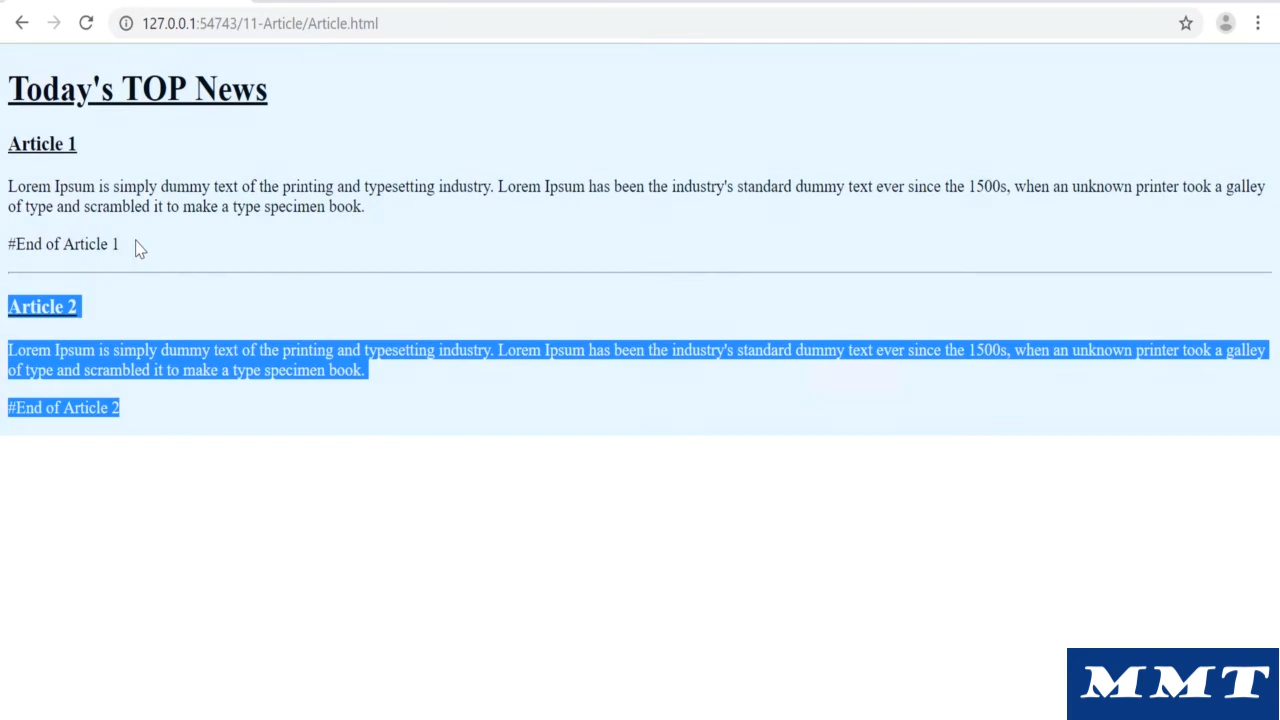 127.0.0.1:54743/11-Article/Article.html
Today's TOP News
Article 1
Lorem Ipsum is simply dummy text of the printing and typesetting industry. Lorem Ipsum has been the industry's standard dummy text ever since the 1500s, when an unknown printer took a galley
of type and scrambled it to make a type specimen book.
#End of Article 1
Article 2
Lorem Ipsum is simply dummy text of the printing and typesetting industry. Lorem Ipsum has been the industry's standard dummy text ever since the 1500s, when an unknown printer took a galley
of type and scrambled it to make a type specimen book.
#End of Article 2
MMT